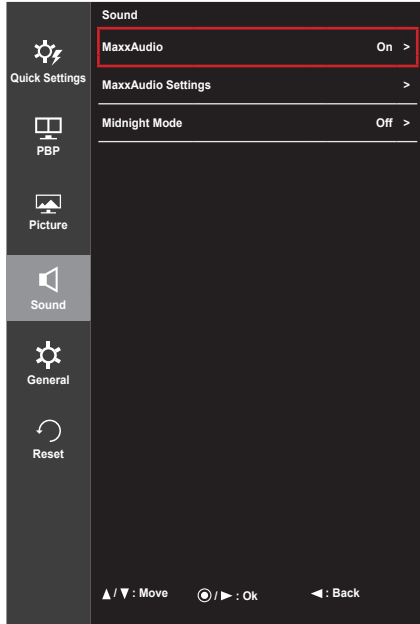 Sound
MaxxAudio On >
MaxxAudio Settings >
Midnight Mode Off >
Quick Settings
PBP
Picture
Sound
General
Reset
▲/▼ : Move ◉/► : Ok ◄ : Back